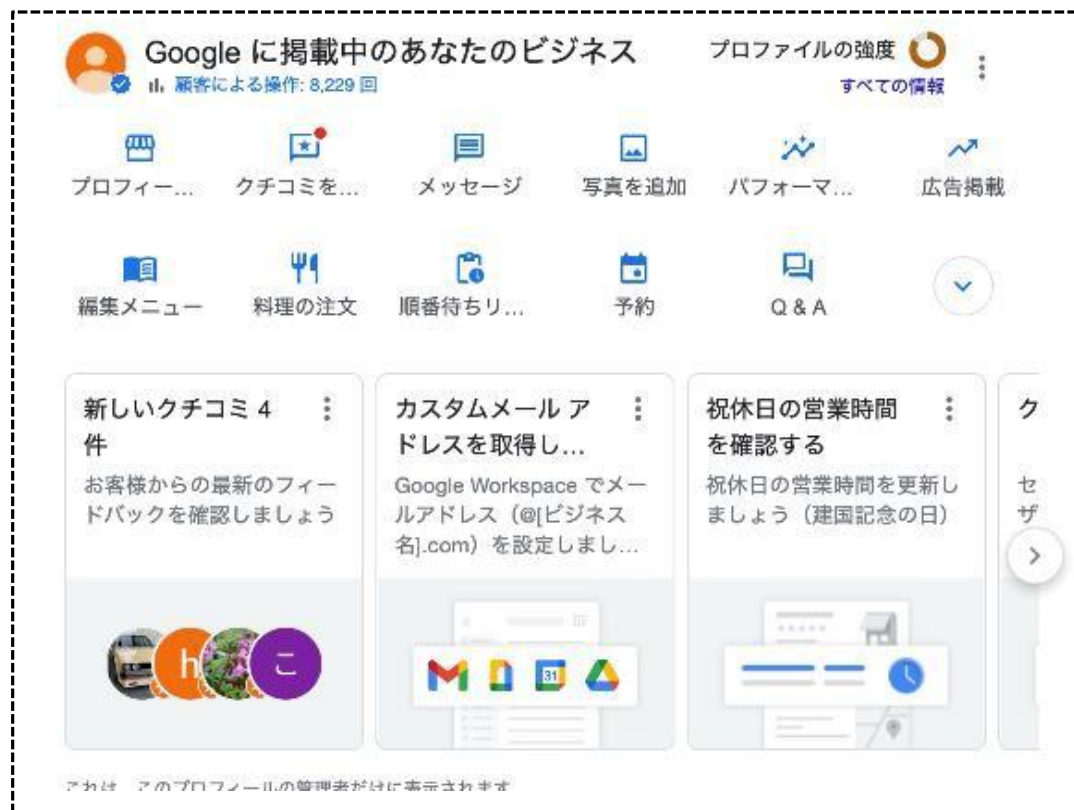 Google に掲載中のあなたのビジネス
プロファイルの強度
顧客による操作: 8,229 回
すべての情報
プロフィー...
クチコミを...
メッセージ
写真を追加
パフォーマ...
広告掲載
編集メニュー
料理の注文
順番待ちリ...
予約
Q & A
新しいクチコミ 4
件
お客様からの最新のフィー
ドバックを確認しましょう
カスタムメール ア
ドレスを取得し...
Google Workspace でメー
ルアドレス（@[ビジネス
名].com）を設定しまし...
祝休日の営業時間
を確認する
祝休日の営業時間を更新し
ましょう（建国記念の日）
ク
セ
ザ
h
こ
31
これは、このプロフィールの管理者だけに表示されます